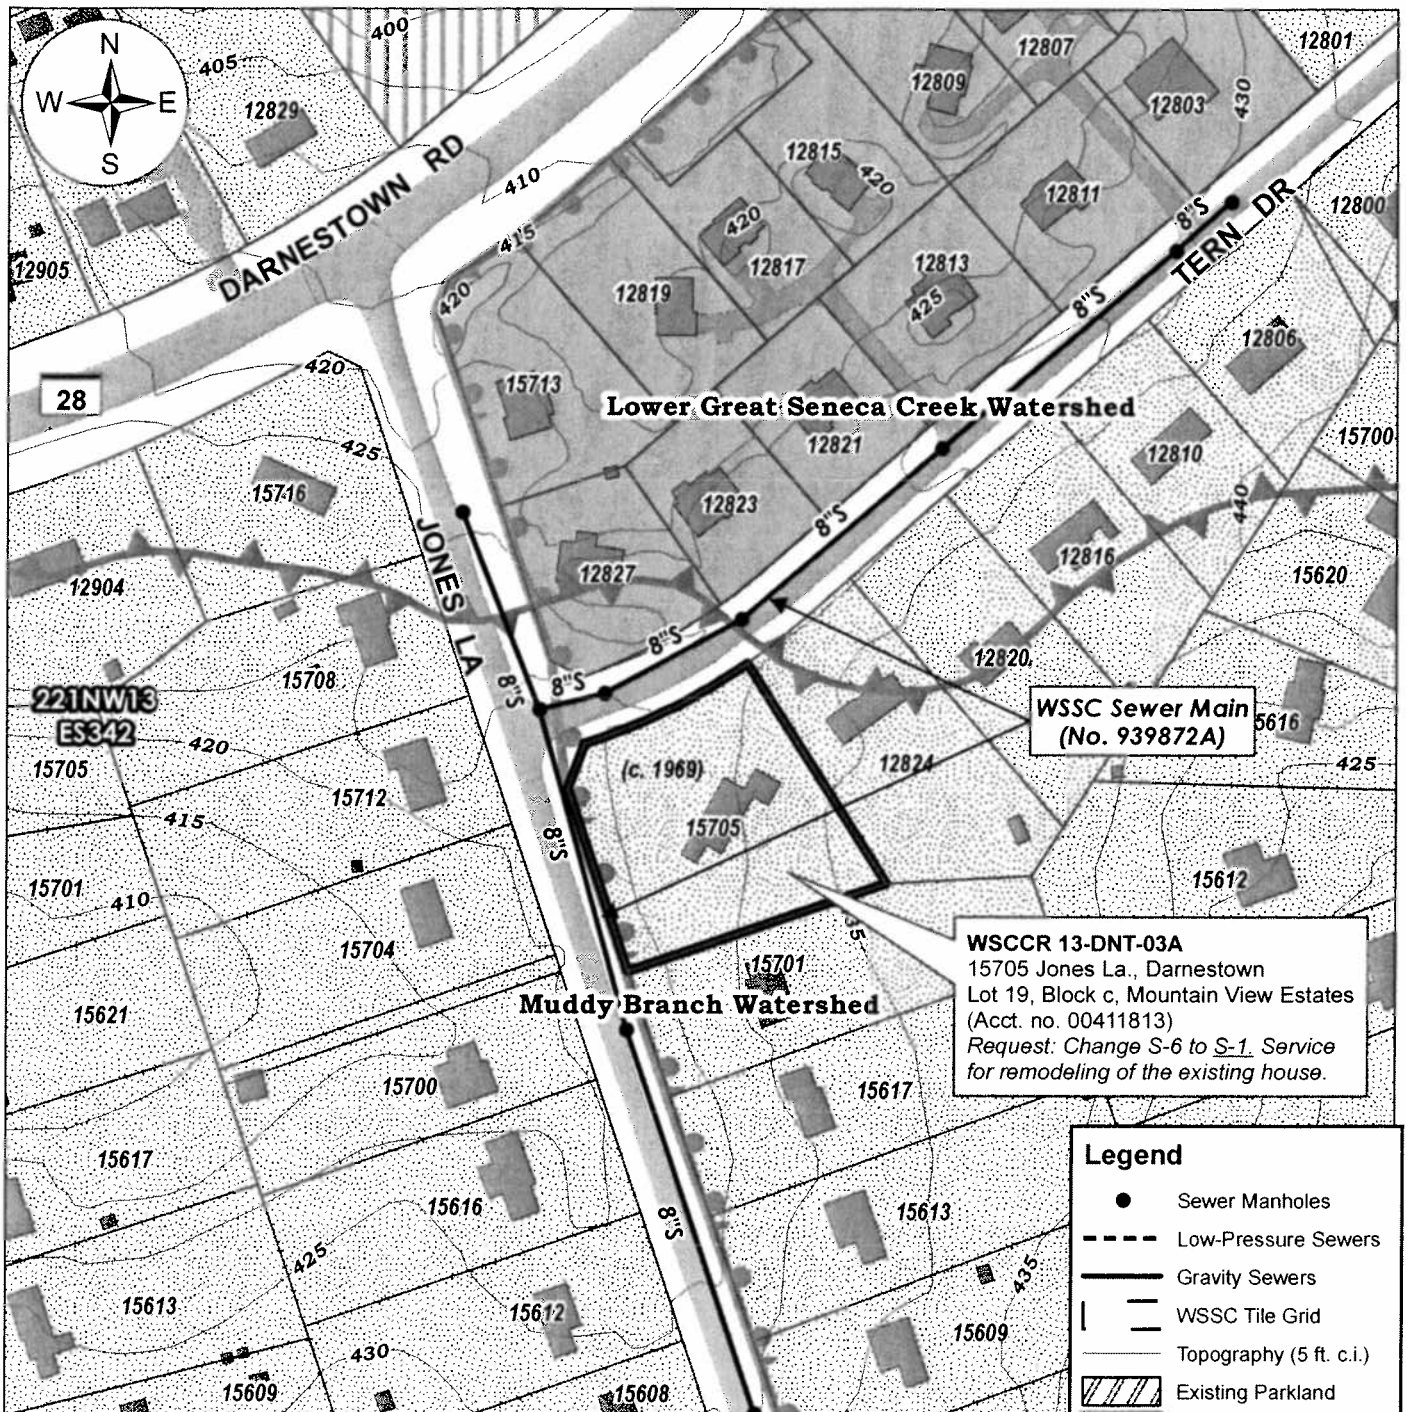 N
W E
S
405
400
12829
12905
DARNESTOWN RD
410
415
420
28
12807
12801
12809
12803
430
12815
420
12811
12800
420
12817
12813
425
12819
8"S
TERN DR
8"S
12806
15713
Lower Great Seneca Creek Watershed
12821
12810
15700
420
425
15716
12823
8"S
440
JONES LA
12827
12816
12904
15620
8"S
12820
15708
8"S
8"S
221NW13
ES342
WSSC Sewer Main
(No. 939872A)
15616
420
15705
(c. 1969)
12824
425
15712
415
15705
8"S
15701
410
15612
15704
35
15701
WSCCR 13-DNT-03A
15705 Jones La., Darnestown
Lot 19, Block c, Mountain View Estates
(Acct. no. 00411813)
Request: Change S-6 to S-1. Service
for remodeling of the existing house.
Muddy Branch Watershed
15621
15700
15617
15617
15616
8"S
15613
425
435
15613
15612
15609
430
15609
15608
Legend
Sewer Manholes
Low-Pressure Sewers
Gravity Sewers
WSSC Tile Grid
Topography (5 ft. c.i.)
Existing Parkland